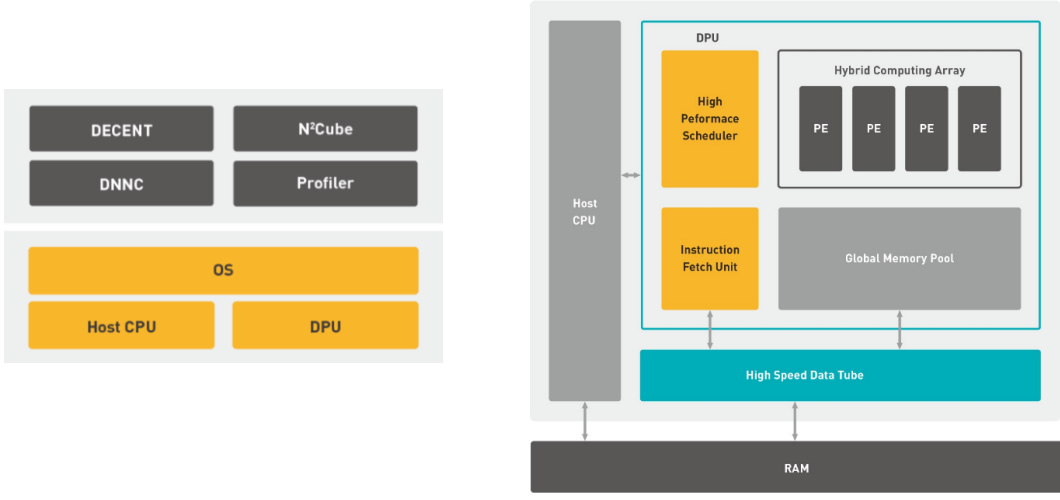 DECENT
N²Cube
DNNC
Profiler
OS
Host CPU
DPU
DPU
High
Peformace
Scheduler
Hybrid Computing Array
PE
PE
PE
PE
Host
CPU
Instruction
Fetch Unit
Global Memory Pool
High Speed Data Tube
RAM